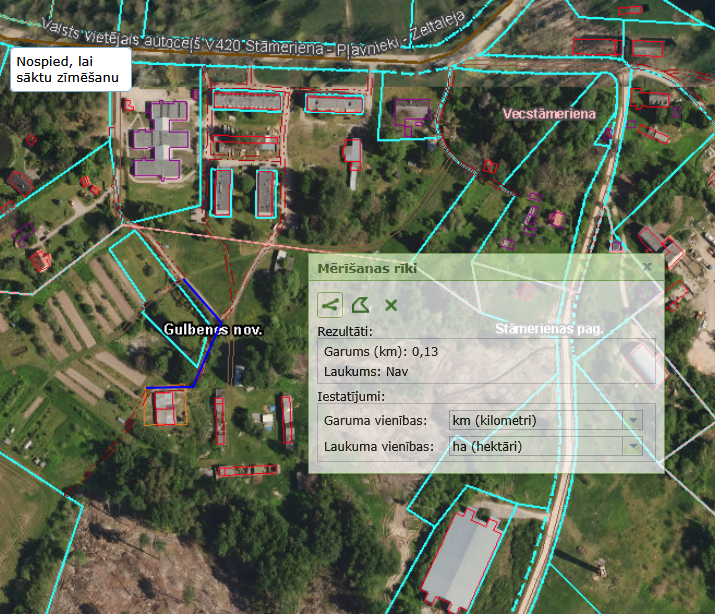 Valsts vietējais autoceļš V420 Stāmeriena - Pļavnieki - Zeltaleja
Nospied, lai
sāktu zīmēšanu
Vecstāmeriena
Mērīšanas rīki
Gulbenes nov.
Stāmerienas pag.
Rezultāti:
Garums (km): 0,13
Laukums: Nav
Iestatījumi:
Garuma vienības: km (kilometri)
Laukuma vienības: ha (hektāri)